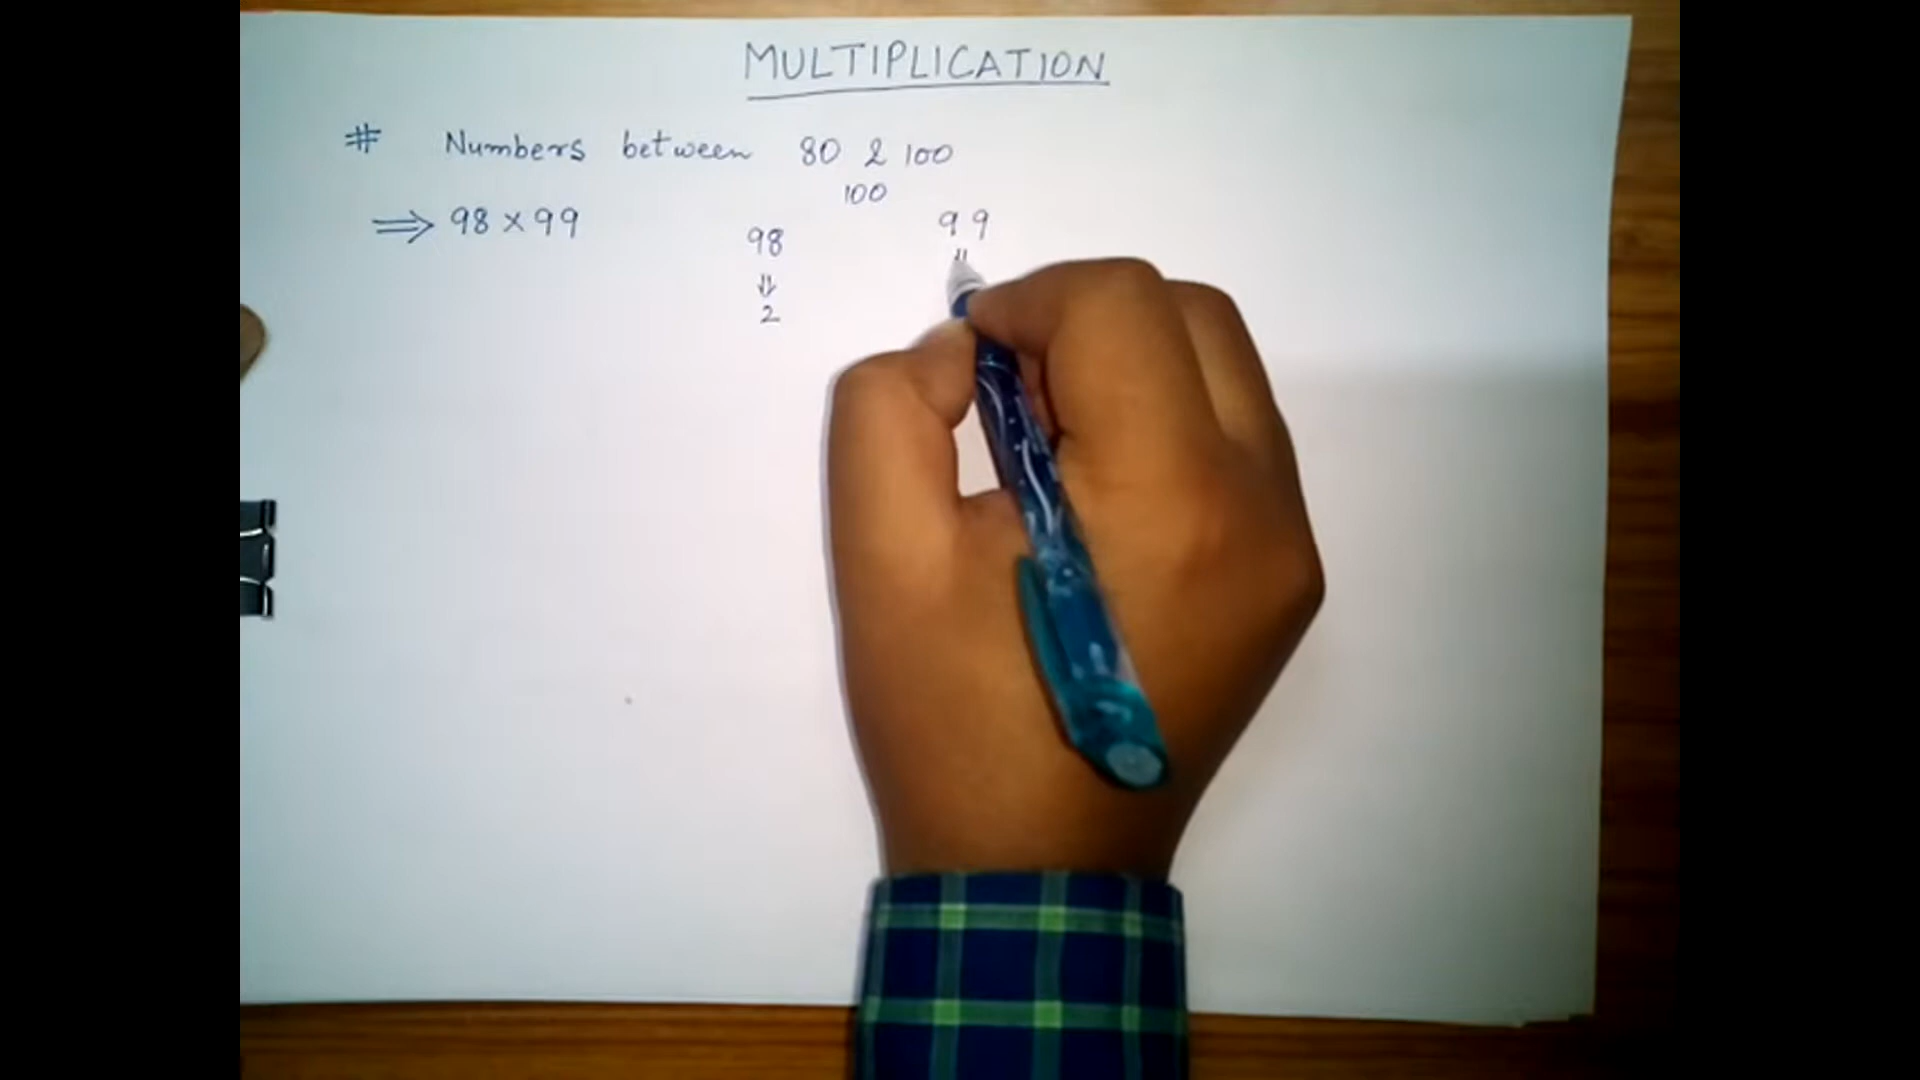 MULTIPLICATION
# Numbers between 80 & 100
100
⇒ 98 × 99
98 99
⇓
2